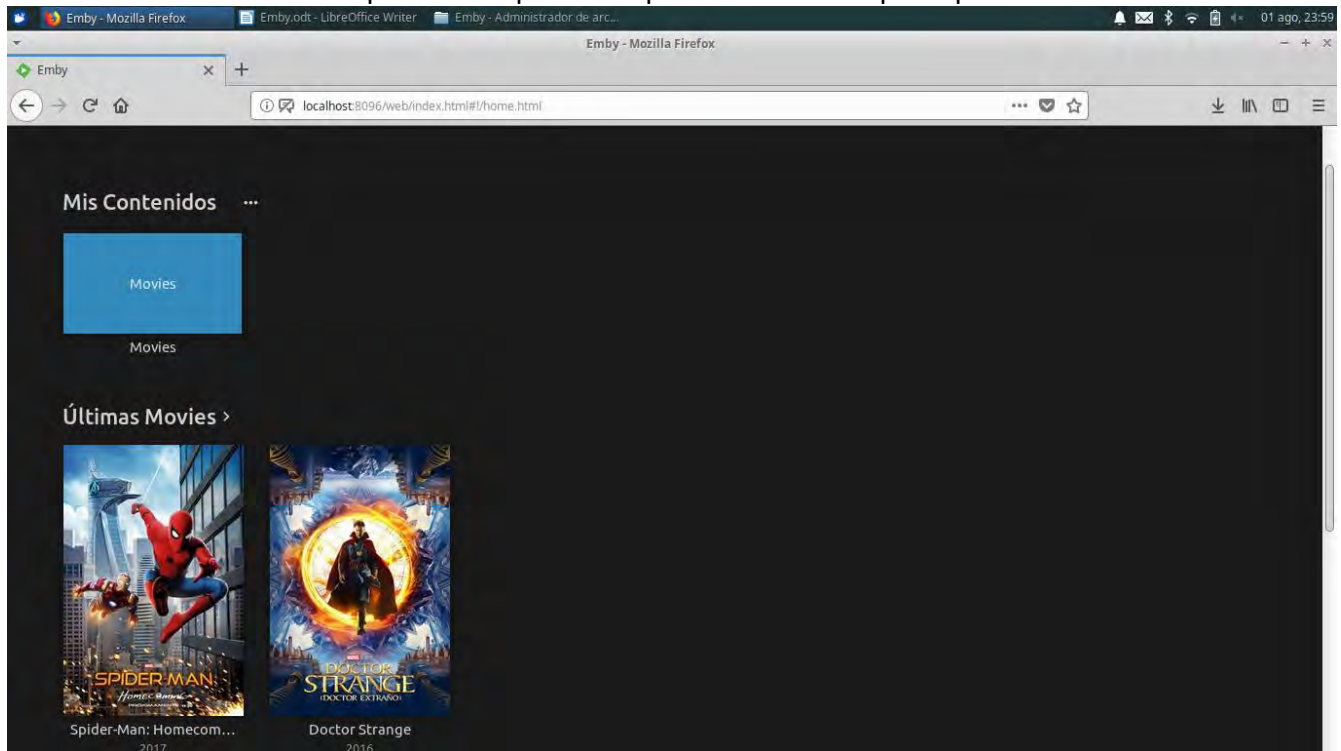 Emby - Mozilla Firefox
Emby.odt - LibreOffice Writer
Emby - Administrador de arc...
01 ago, 23:59
Emby - Mozilla Firefox
Emby
localhost:8096/web/index.html#!/home.html
Mis Contenidos
Movies
Movies
Últimas Movies
SPIDER-MAN
HOMECOMING
DOCTOR
STRANGE
(DOCTOR EXTRAÑO)
Spider-Man: Homecom...
Doctor Strange
2017
2016